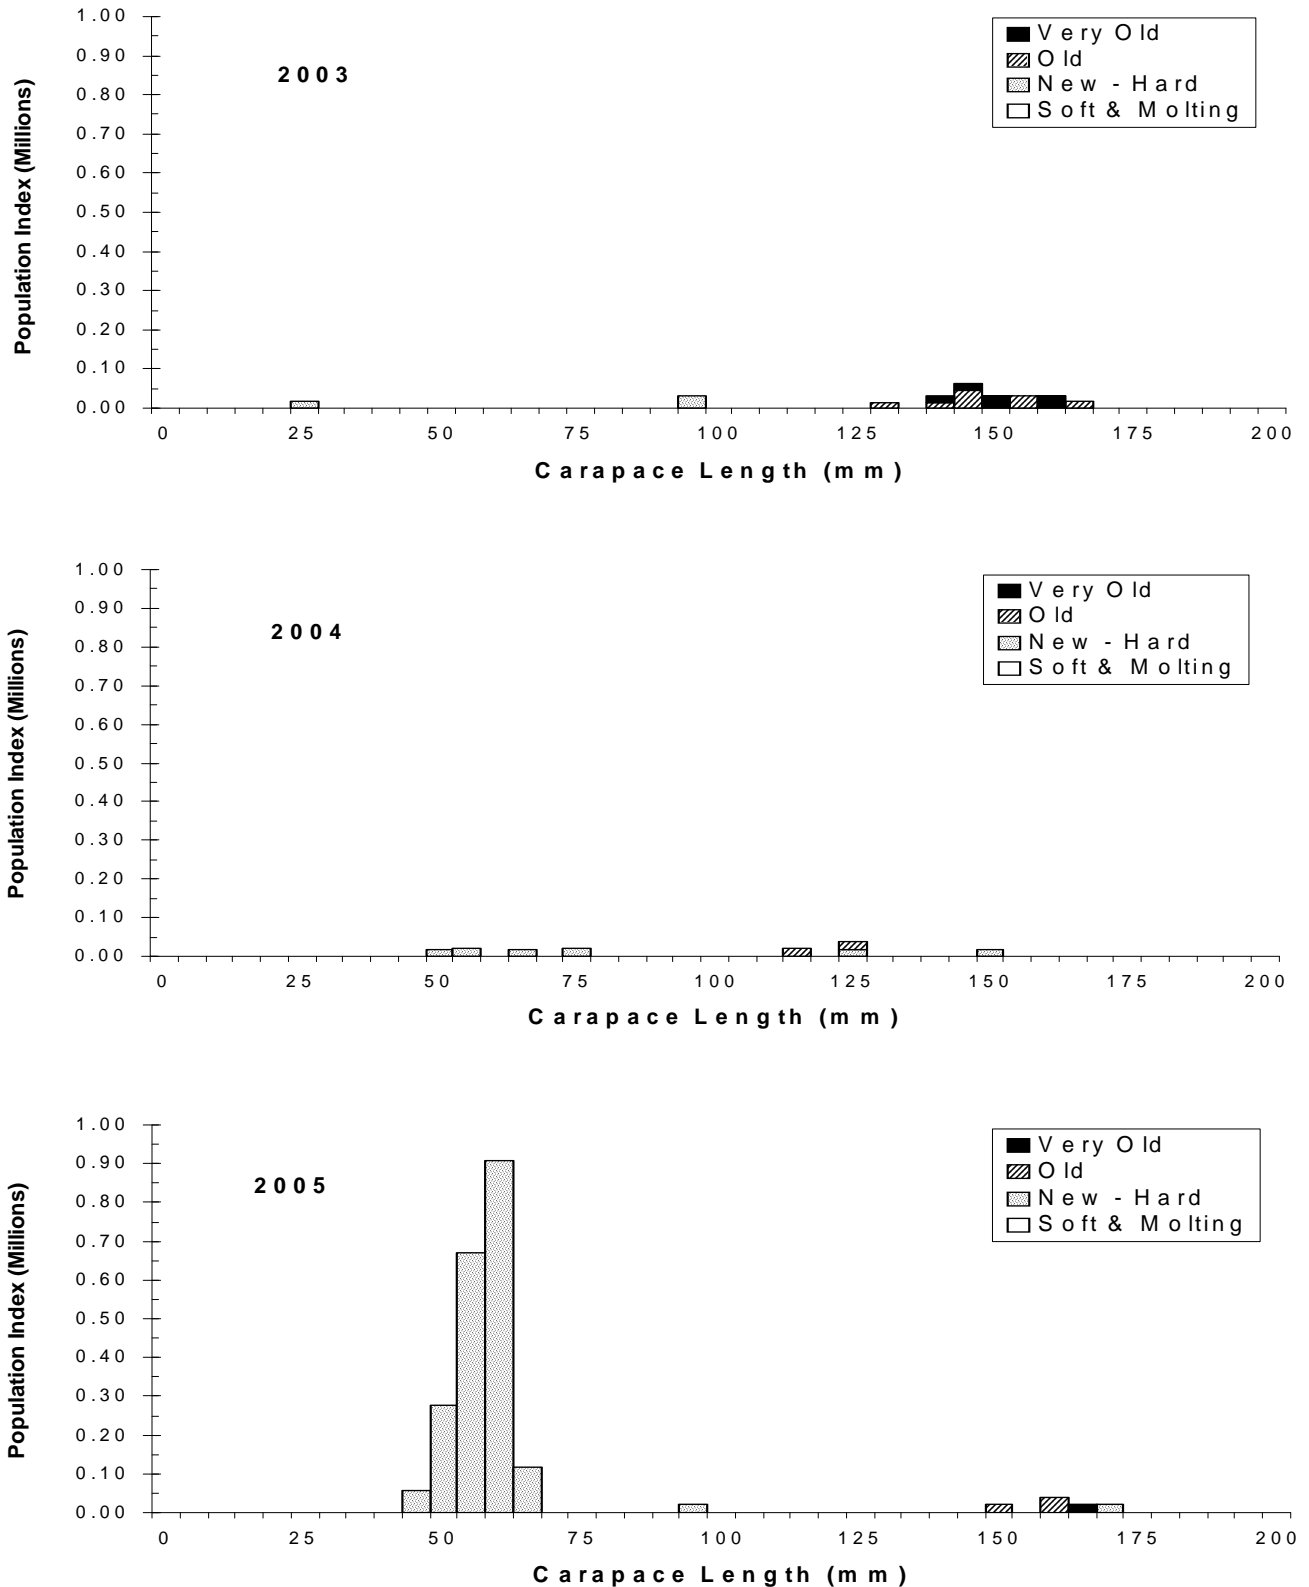 1.00
0.90
0.80
0.70
0.60
0.50
0.40
0.30
0.20
0.10
0.00
Population Index (Millions)
2003
Very Old
Old
New - Hard
Soft & Molting
0 25 50 75 100 125 150 175 200
Carapace Length (mm)
1.00
0.90
0.80
0.70
0.60
0.50
0.40
0.30
0.20
0.10
0.00
Population Index (Millions)
2004
Very Old
Old
New - Hard
Soft & Molting
0 25 50 75 100 125 150 175 200
Carapace Length (mm)
1.00
0.90
0.80
0.70
0.60
0.50
0.40
0.30
0.20
0.10
0.00
Population Index (Millions)
2005
Very Old
Old
New - Hard
Soft & Molting
0 25 50 75 100 125 150 175 200
Carapace Length (mm)